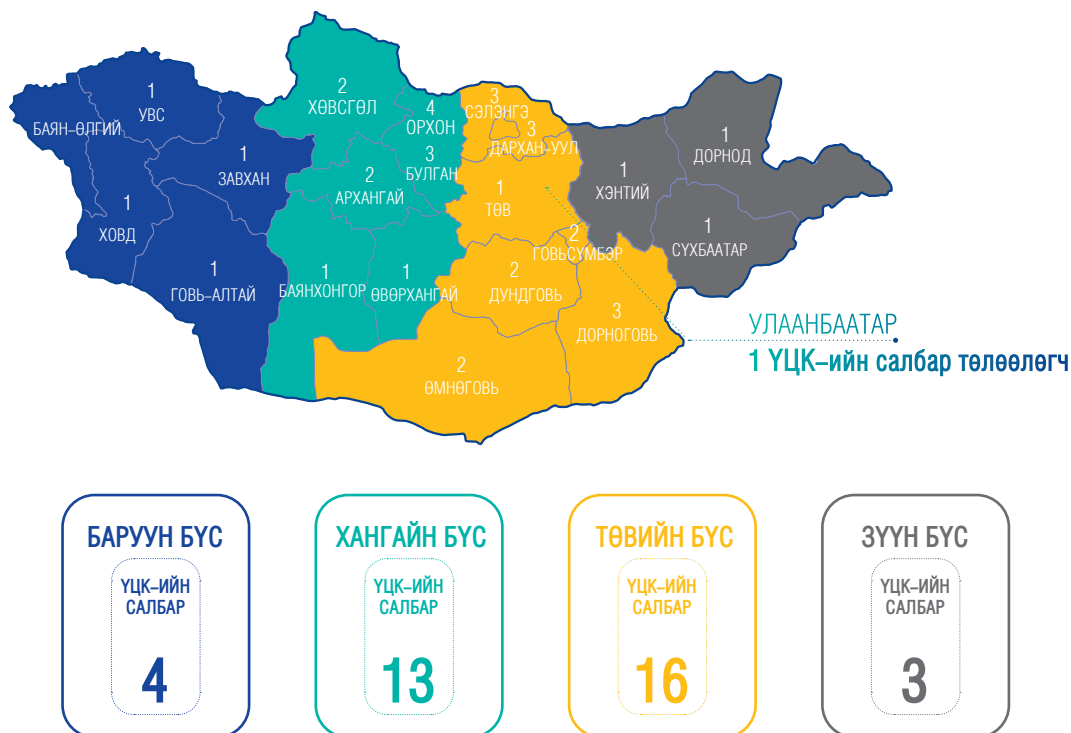 1
УВС
БАЯН-ӨЛГИЙ
1
ЗАВХАН
1
ХОВД
1
ГОВЬ-АЛТАЙ
2
ХӨВСГӨЛ
4
ОРХОН
3
БУЛГАН
2
АРХАНГАЙ
1
БАЯНХОНГОР
1
ӨВӨРХАНГАЙ
3
СЭЛЭНГЭ
3
ДАРХАН-УУЛ
1
ТӨВ
2
ГОВЬСҮМБЭР
2
ДУНДГОВЬ
3
ДОРНОГОВЬ
2
ӨМНӨГОВЬ
1
ХЭНТИЙ
1
ДОРНОД
1
СҮХБААТАР
УЛААНБААТАР
1 ҮЦК-ийн салбар төлөөлөгч
БАРУУН БҮС
ҮЦК-ИЙН
САЛБАР
4
ХАНГАЙН БҮС
ҮЦК-ИЙН
САЛБАР
13
ТӨВИЙН БҮС
ҮЦК-ИЙН
САЛБАР
16
ЗҮҮН БҮС
ҮЦК-ИЙН
САЛБАР
3